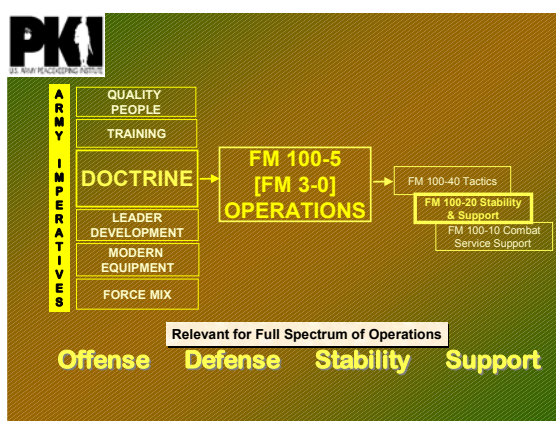 PKI
U.S. ARMY PEACEKEEPING INSTITUTE
ARMY IMPERATIVES
QUALITY
PEOPLE
TRAINING
DOCTRINE
LEADER
DEVELOPMENT
MODERN
EQUIPMENT
FORCE MIX
FM 100-5
[FM 3-0]
OPERATIONS
FM 100-40 Tactics
FM 100-20 Stability
& Support
FM 100-10 Combat
Service Support
Relevant for Full Spectrum of Operations
Offense Defense Stability Support